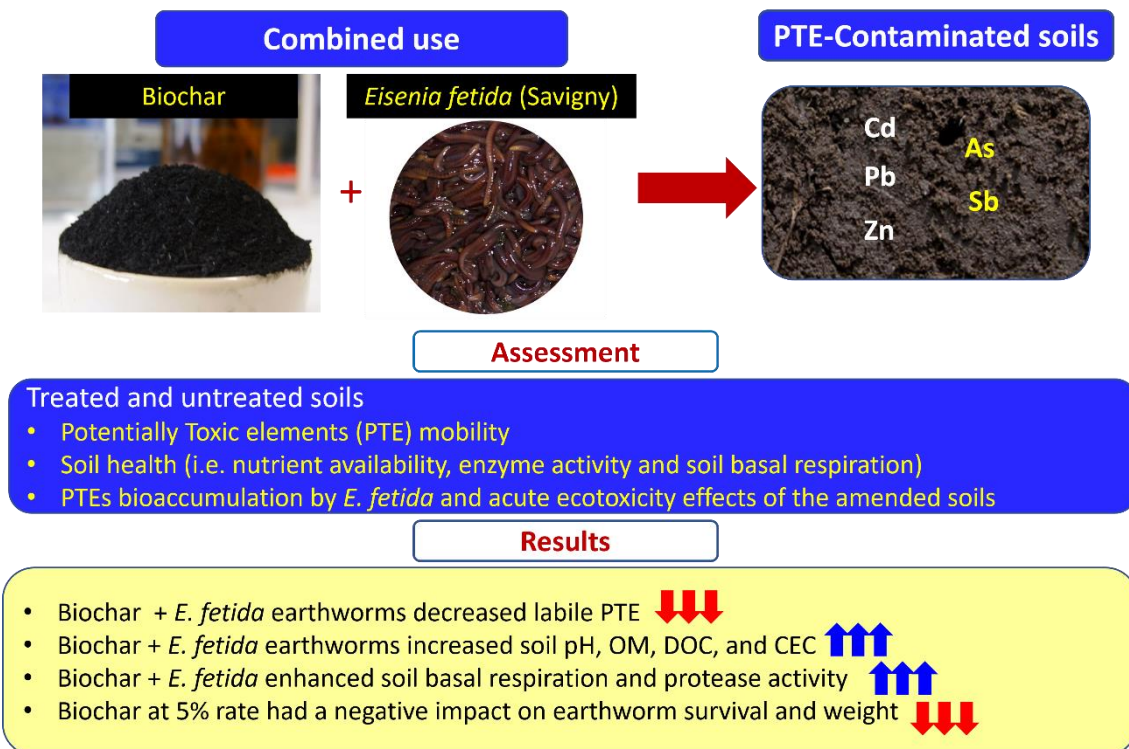 Combined use
PTE-Contaminated soils
Biochar
Eisenia fetida (Savigny)
+
Cd
As
Pb
Sb
Zn
Assessment
Treated and untreated soils
• Potentially Toxic elements (PTE) mobility
• Soil health (i.e. nutrient availability, enzyme activity and soil basal respiration)
• PTEs bioaccumulation by E. fetida and acute ecotoxicity effects of the amended soils
Results
• Biochar + E. fetida earthworms decreased labile PTE
• Biochar + E. fetida earthworms increased soil pH, OM, DOC, and CEC
• Biochar + E. fetida enhanced soil basal respiration and protease activity
• Biochar at 5% rate had a negative impact on earthworm survival and weight